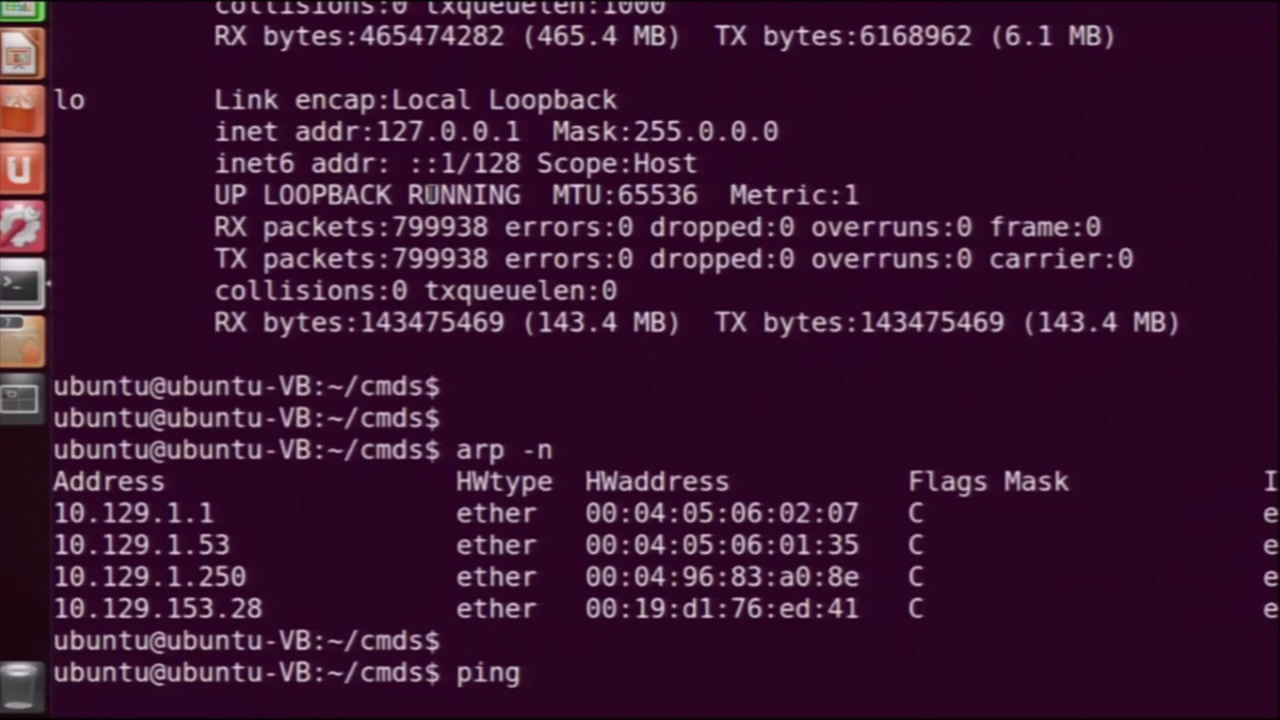 collisions:0 txqueuelen:1000
RX bytes:465474282 (465.4 MB)  TX bytes:6168962 (6.1 MB)
lo        Link encap:Local Loopback
inet addr:127.0.0.1  Mask:255.0.0.0
inet6 addr: ::1/128 Scope:Host
UP LOOPBACK RUNNING  MTU:65536  Metric:1
RX packets:799938 errors:0 dropped:0 overruns:0 frame:0
TX packets:799938 errors:0 dropped:0 overruns:0 carrier:0
collisions:0 txqueuelen:0
RX bytes:143475469 (143.4 MB)  TX bytes:143475469 (143.4 MB)
ubuntu@ubuntu-VB:~/cmds$
ubuntu@ubuntu-VB:~/cmds$
ubuntu@ubuntu-VB:~/cmds$ arp -n
Address                  HWtype  HWaddress           Flags Mask            I
10.129.1.1               ether   00:04:05:06:02:07   C                     e
10.129.1.53              ether   00:04:05:06:01:35   C                     e
10.129.1.250             ether   00:04:96:83:a0:8e   C                     e
10.129.153.28            ether   00:19:d1:76:ed:41   C                     e
ubuntu@ubuntu-VB:~/cmds$
ubuntu@ubuntu-VB:~/cmds$ ping